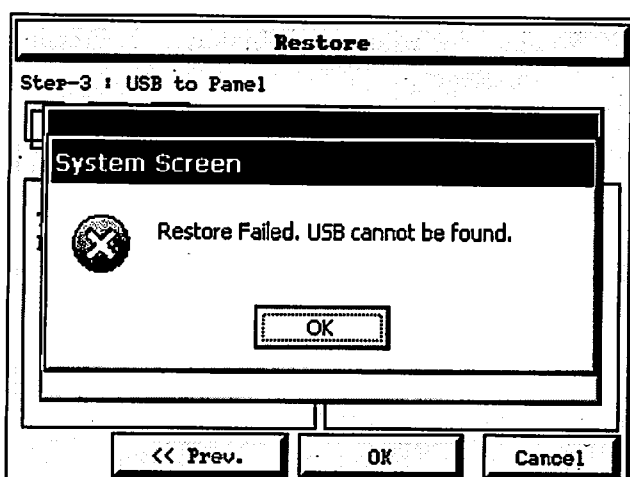 Restore
Step-3 : USB to Panel
System Screen
Restore Failed. USB cannot be found.
OK
<< Prev.
OK
Cancel